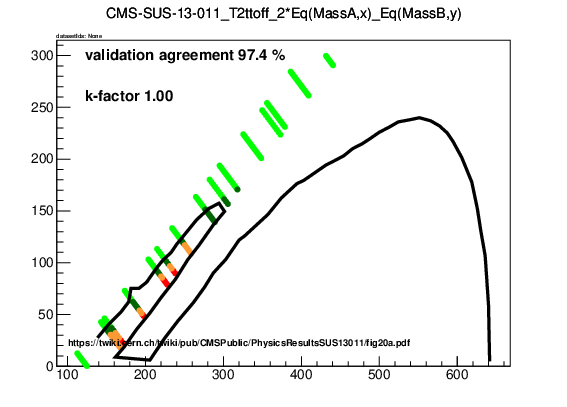 CMS-SUS-13-011_T2ttoff_2*Eq(MassA,x)_Eq(MassB,y)
datasetIds: None
300
validation agreement 97.4 %
k-factor 1.00
250
200
150
100
50
https://twiki.cern.ch/twiki/pub/CMSPublic/PhysicsResultsSUS13011/fig20a.pdf
0
100 200 300 400 500 600